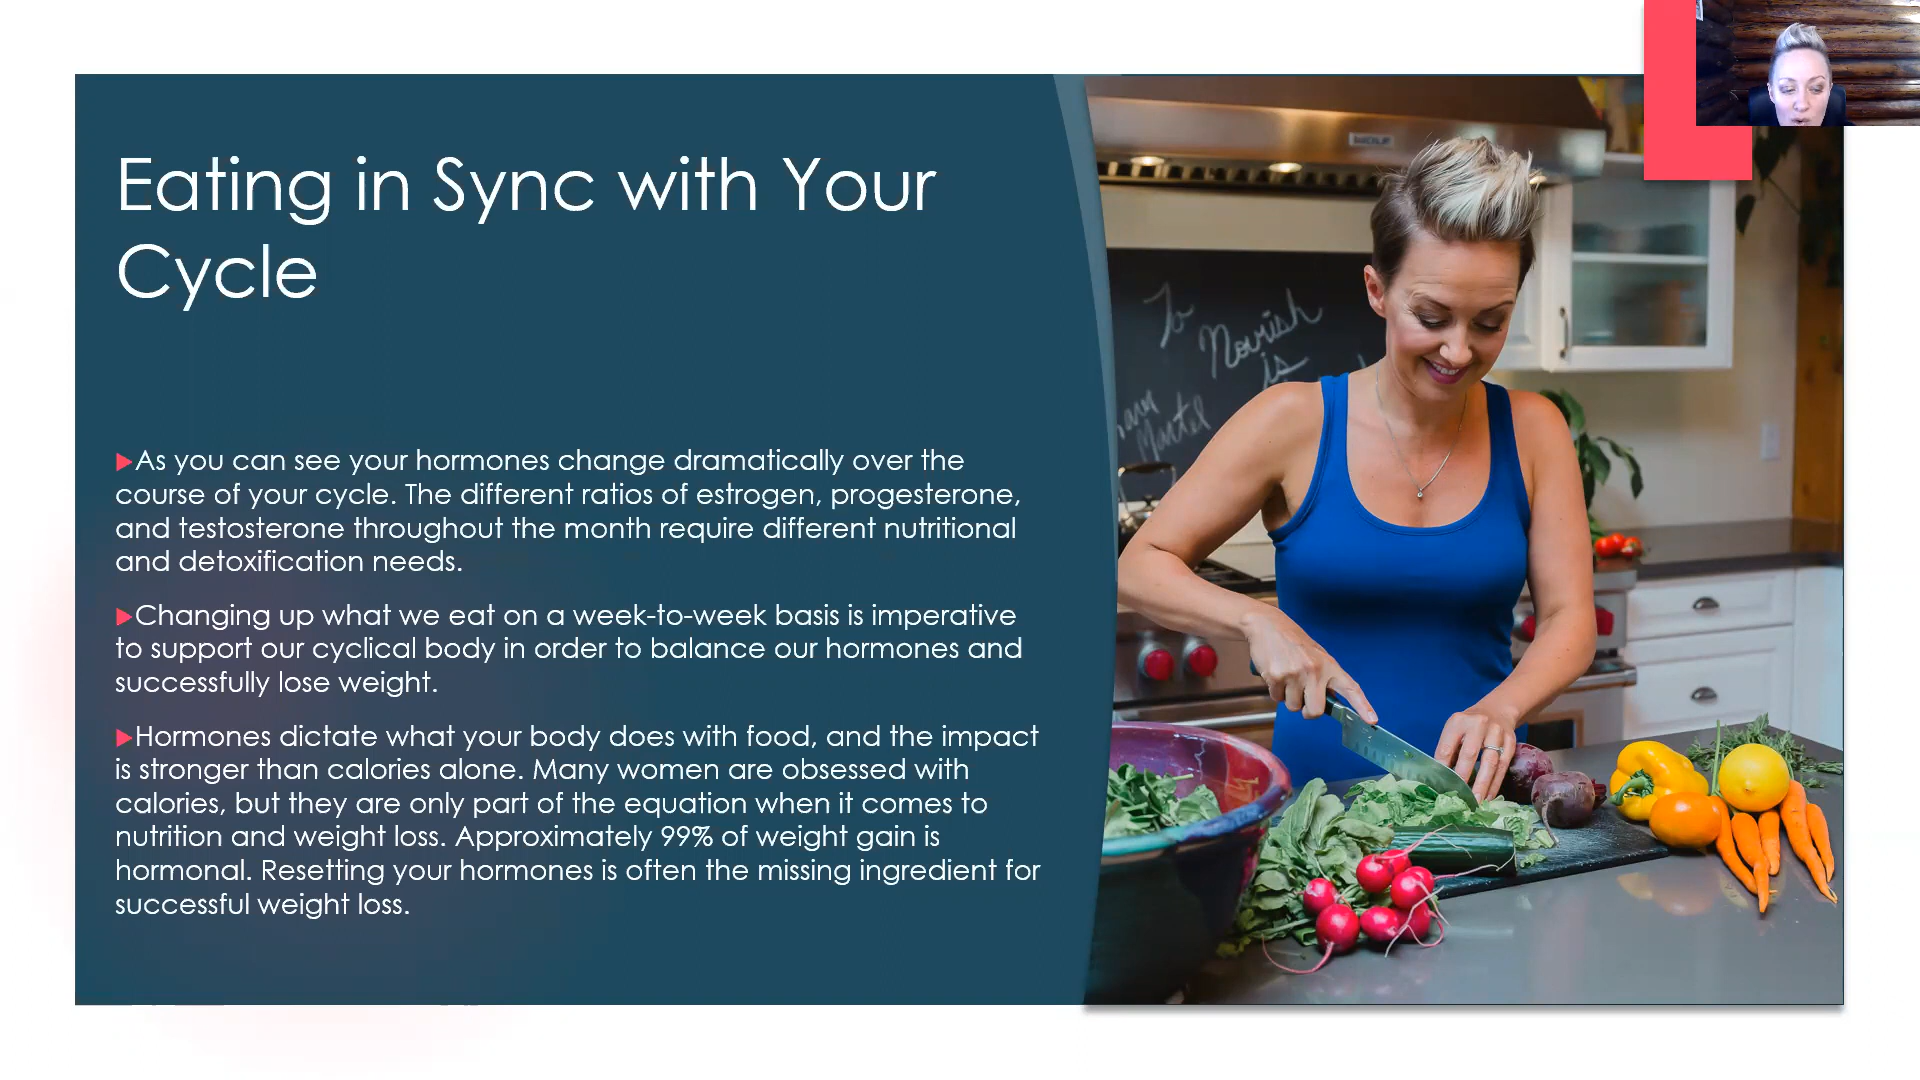 Eating in Sync with Your
Cycle
As you can see your hormones change dramatically over the
course of your cycle. The different ratios of estrogen, progesterone,
and testosterone throughout the month require different nutritional
and detoxification needs.
Changing up what we eat on a week-to-week basis is imperative
to support our cyclical body in order to balance our hormones and
successfully lose weight.
Hormones dictate what your body does with food, and the impact
is stronger than calories alone. Many women are obsessed with
calories, but they are only part of the equation when it comes to
nutrition and weight loss. Approximately 99% of weight gain is
hormonal. Resetting your hormones is often the missing ingredient for
successful weight loss.
WOLF
To
Nourish
is